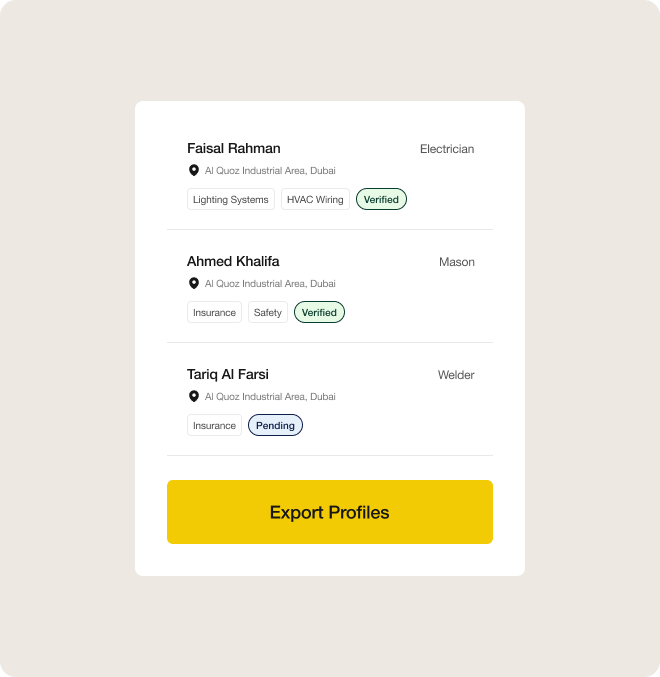 Faisal Rahman Electrician
Al Quoz Industrial Area, Dubai
Lighting Systems HVAC Wiring Verified
Ahmed Khalifa Mason
Al Quoz Industrial Area, Dubai
Insurance Safety Verified
Tariq Al Farsi Welder
Al Quoz Industrial Area, Dubai
Insurance Pending
Export Profiles